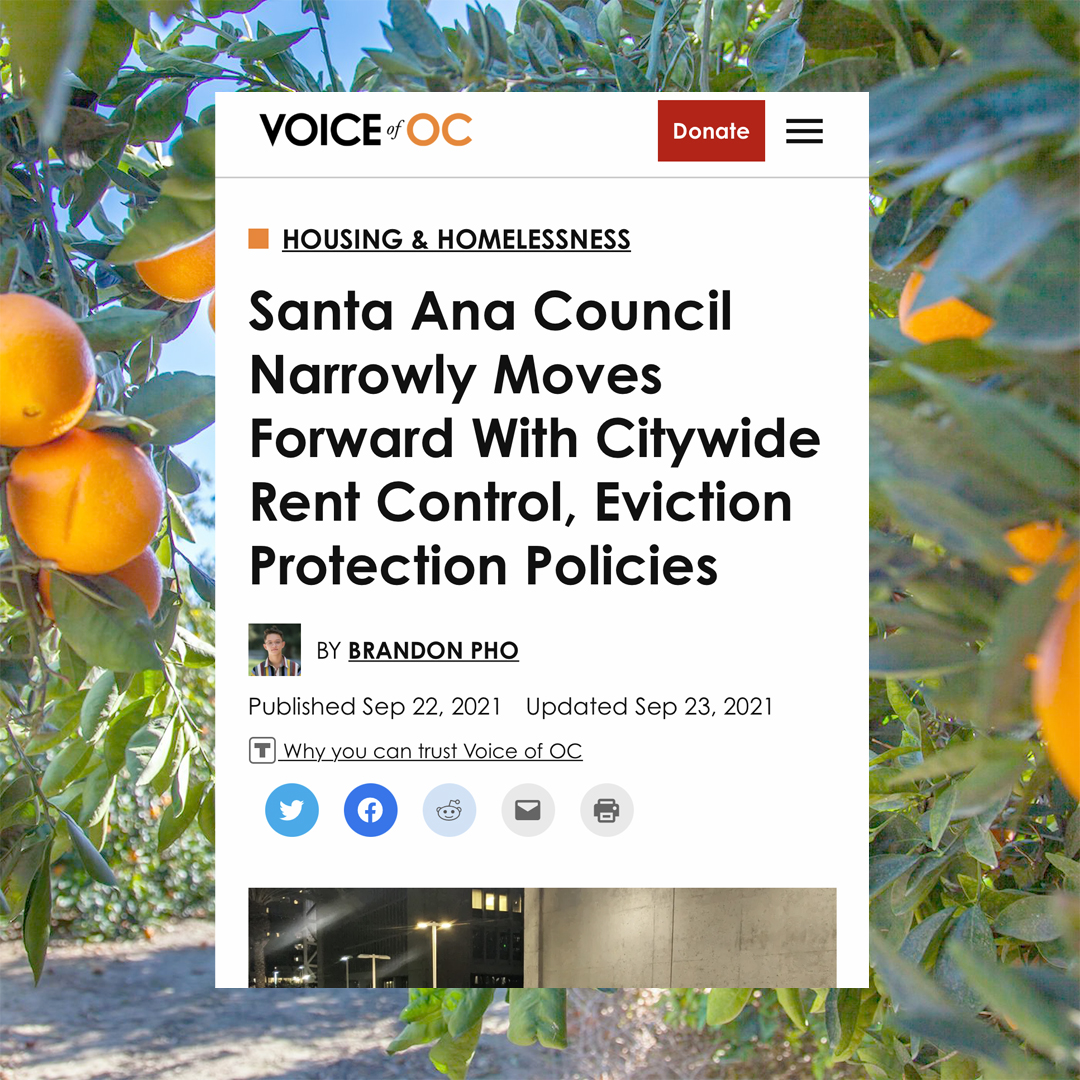 VOICE of OC
Donate
HOUSING & HOMELESSNESS
Santa Ana Council
Narrowly Moves
Forward With Citywide
Rent Control, Eviction
Protection Policies
BY BRANDON PHO
Published Sep 22, 2021 Updated Sep 23, 2021
T Why you can trust Voice of OC